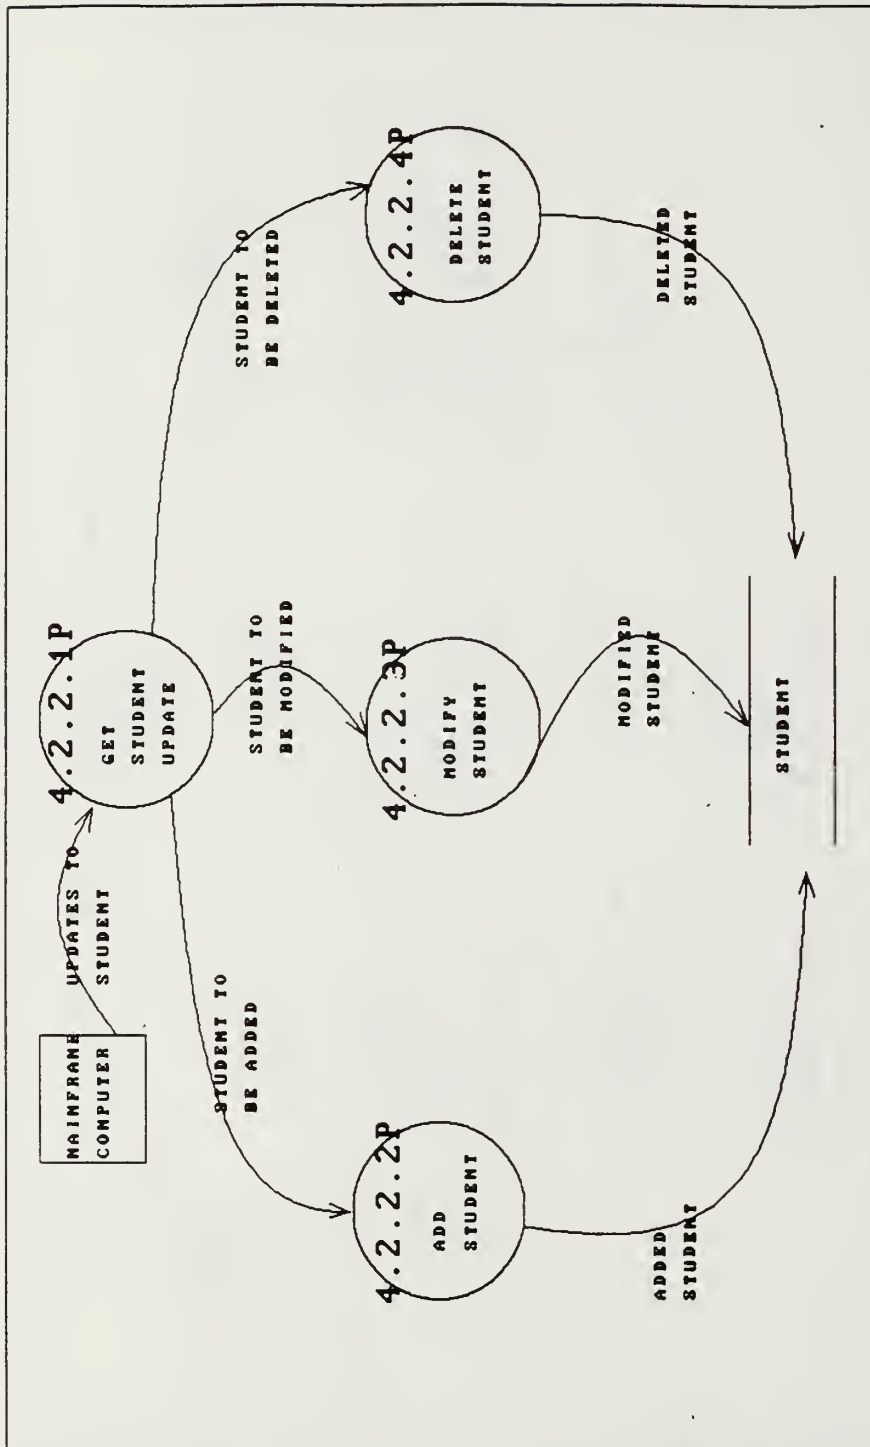 MAINFRAME
COMPUTER
UPDATES TO
STUDENT
4.2.2.1P
GET
STUDENT
UPDATE
STUDENT TO
BE ADDED
STUDENT TO
BE MODIFIED
STUDENT TO
BE DELETED
4.2.2.2P
ADD
STUDENT
4.2.2.3P
MODIFY
STUDENT
4.2.2.4P
DELETE
STUDENT
ADDED
STUDENT
MODIFIED
STUDENT
DELETED
STUDENT
STUDENT